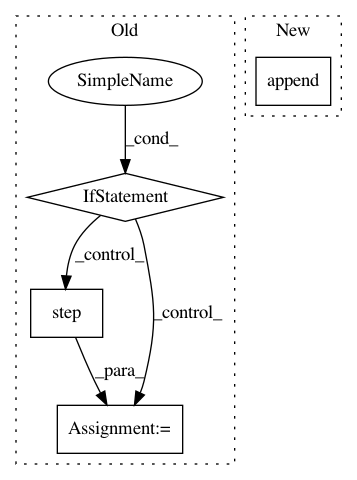 Old
New
SimpleName
append
_cond_
IfStatement
_control_
_control_
step
_para_
Assignment:=